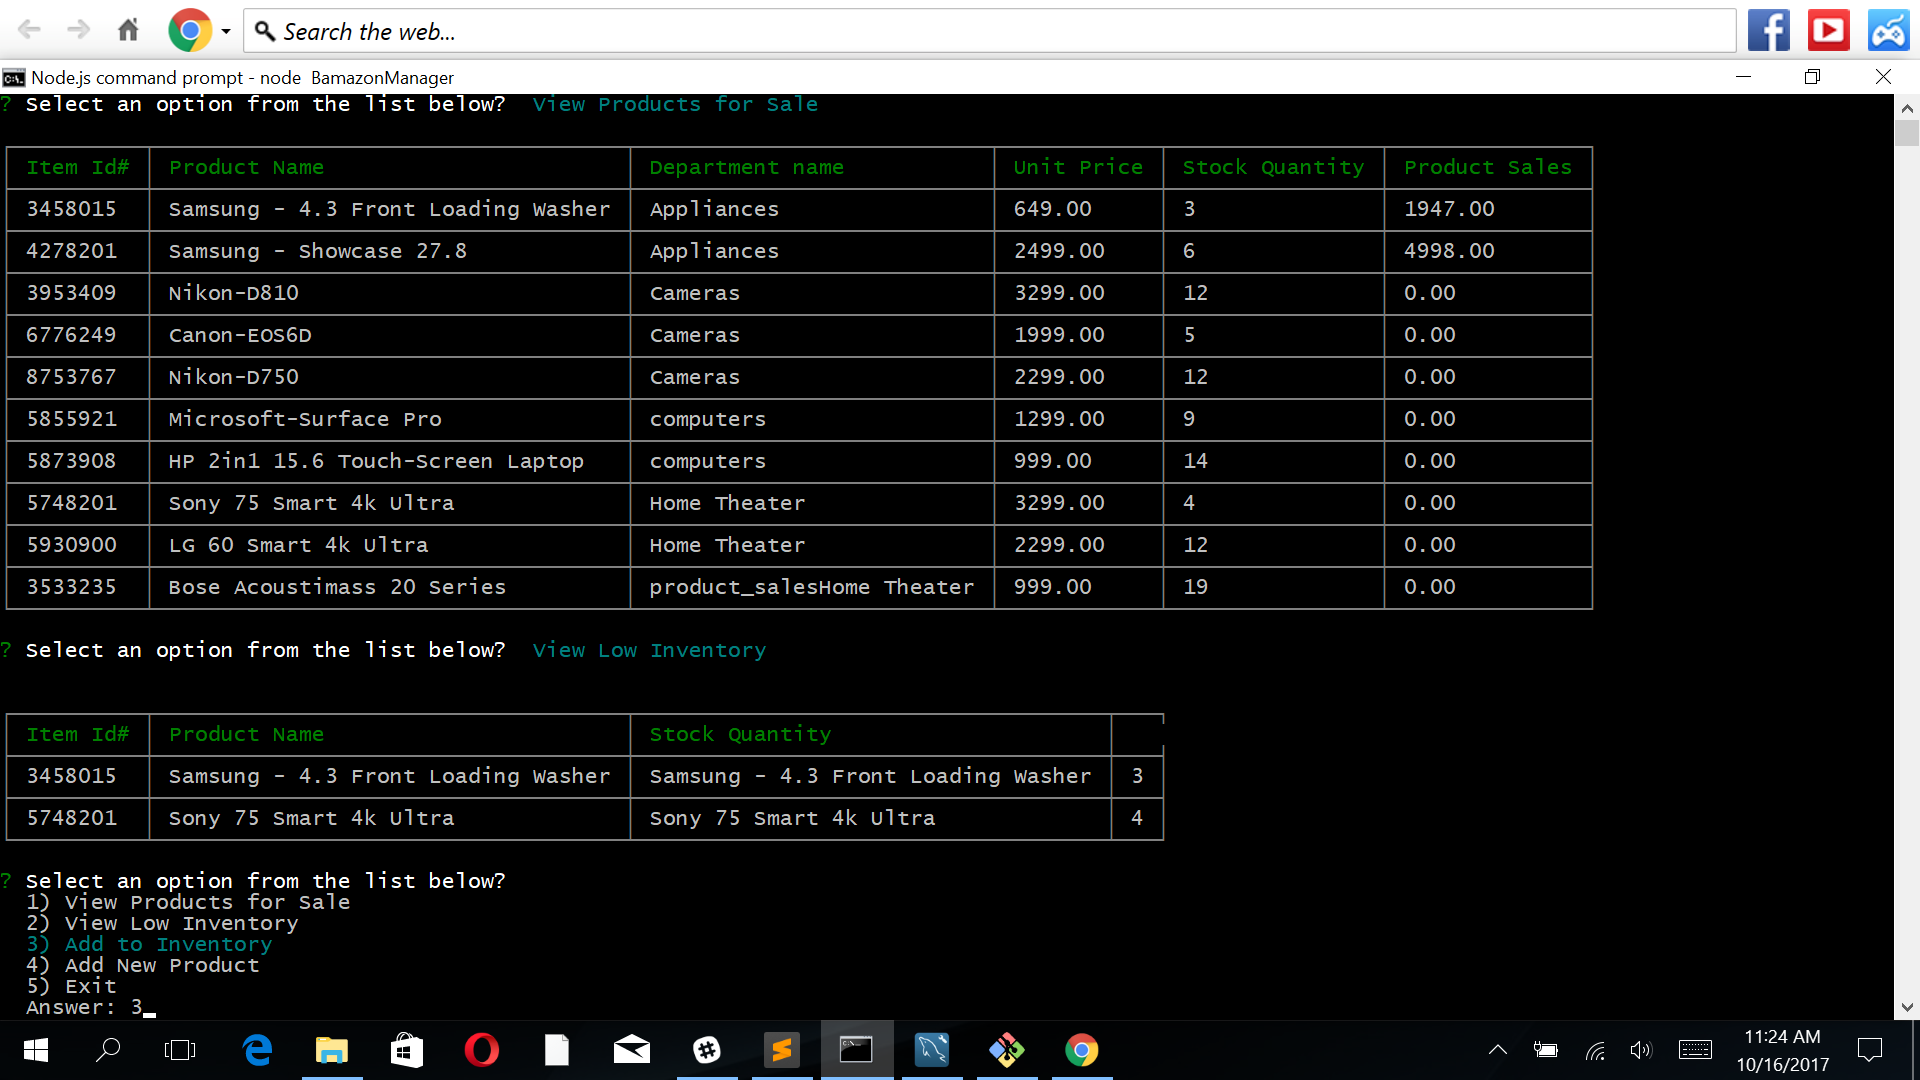 Search the web...
Node.js command prompt - node  BamazonManager
? Select an option from the list below?  View Products for Sale
Item Id# Product Name Department name Unit Price Stock Quantity Product Sales
3458015 Samsung - 4.3 Front Loading Washer Appliances 649.00 3 1947.00
4278201 Samsung - Showcase 27.8 Appliances 2499.00 6 4998.00
3953409 Nikon-D810 Cameras 3299.00 12 0.00
6776249 Canon-EOS6D Cameras 1999.00 5 0.00
8753767 Nikon-D750 Cameras 2299.00 12 0.00
5855921 Microsoft-Surface Pro computers 1299.00 9 0.00
5873908 HP 2in1 15.6 Touch-Screen Laptop computers 999.00 14 0.00
5748201 Sony 75 Smart 4k Ultra Home Theater 3299.00 4 0.00
5930900 LG 60 Smart 4k Ultra Home Theater 2299.00 12 0.00
3533235 Bose Acoustimass 20 Series product_salesHome Theater 999.00 19 0.00
? Select an option from the list below?  View Low Inventory
Item Id# Product Name Stock Quantity
3458015 Samsung - 4.3 Front Loading Washer Samsung - 4.3 Front Loading Washer 3
5748201 Sony 75 Smart 4k Ultra Sony 75 Smart 4k Ultra 4
? Select an option from the list below?
1) View Products for Sale
2) View Low Inventory
3) Add to Inventory
4) Add New Product
5) Exit
Answer: 3
11:24 AM
10/16/2017